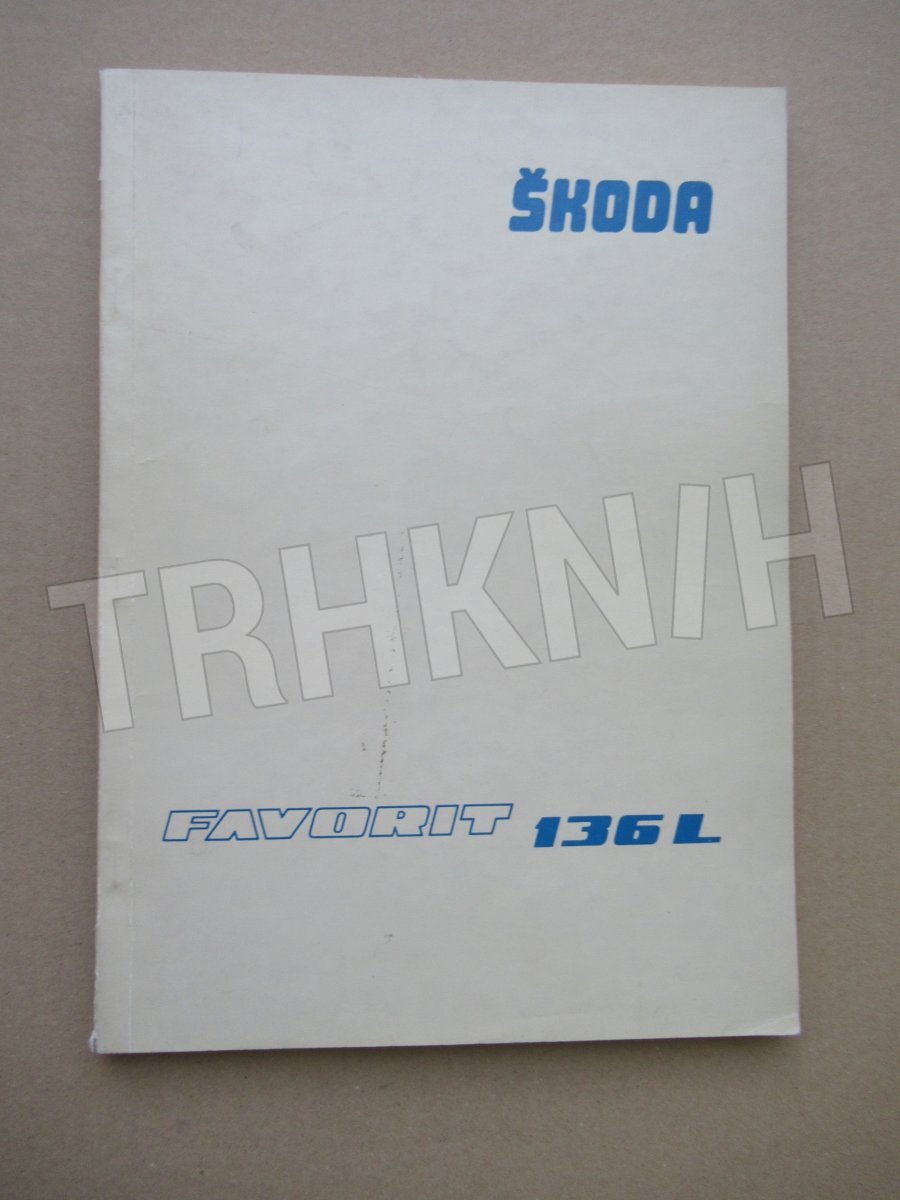 ŠKODA
TRHKNIH
FAVORIT 136 L